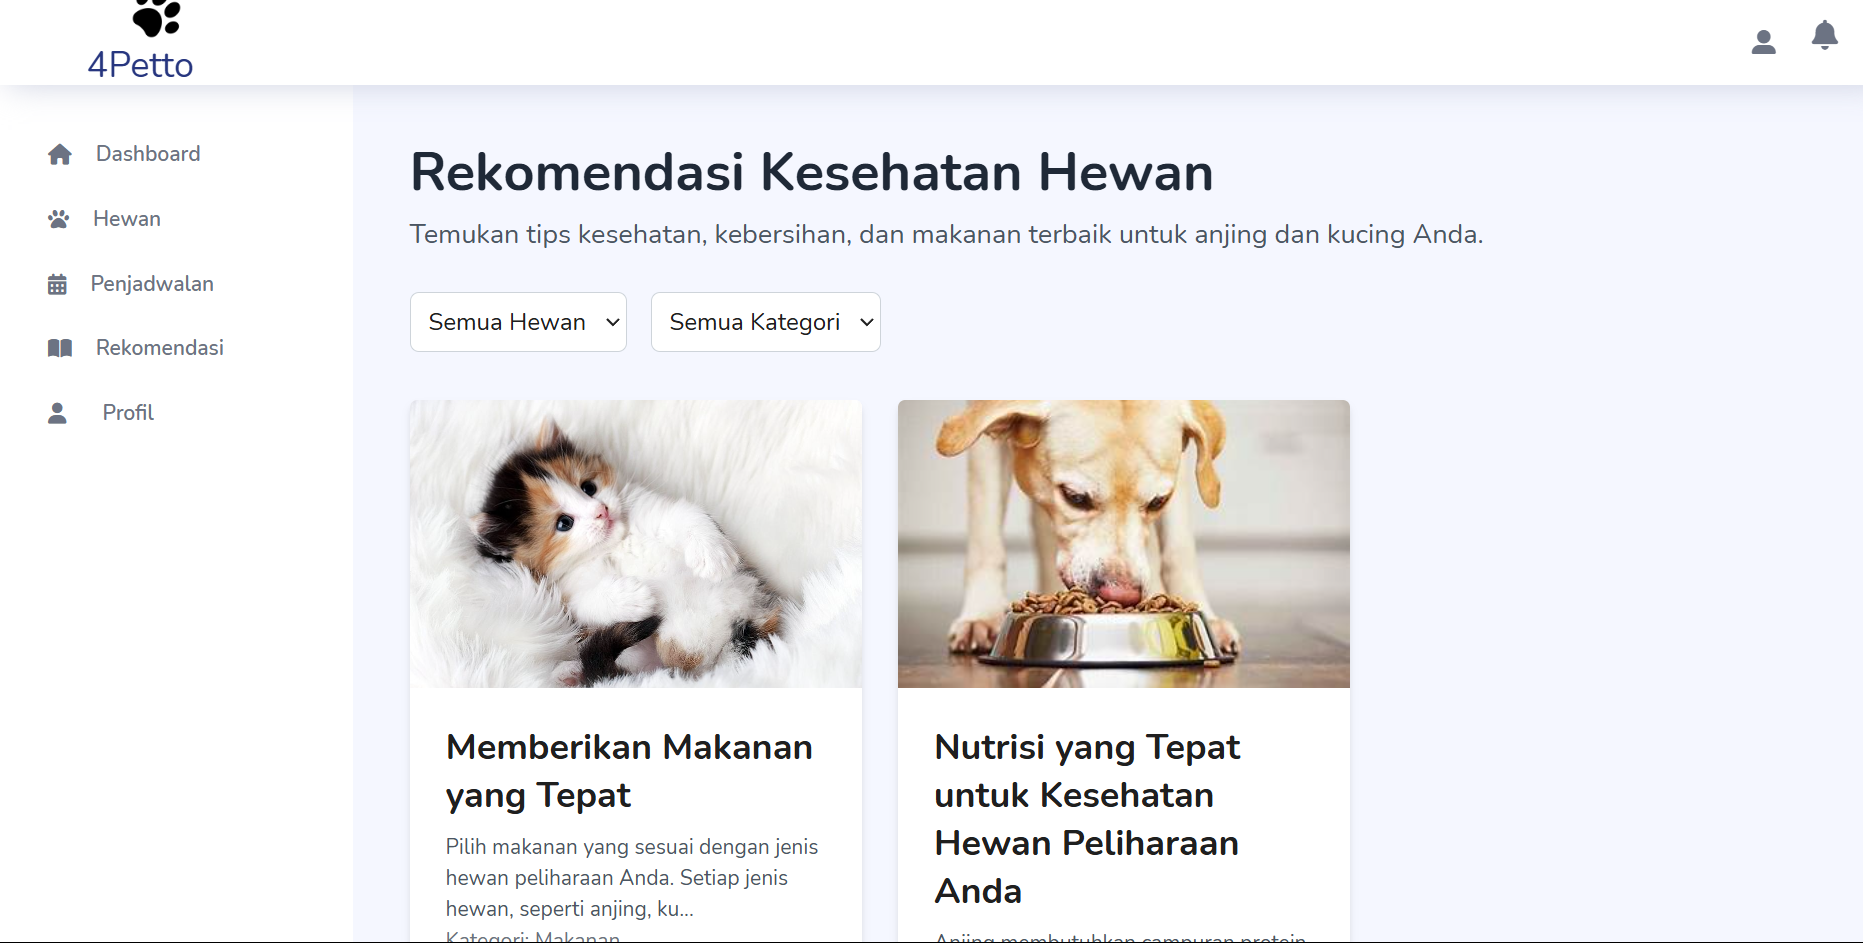 4Petto
Dashboard
Hewan
Penjadwalan
Rekomendasi
Profil
Rekomendasi Kesehatan Hewan
Temukan tips kesehatan, kebersihan, dan makanan terbaik untuk anjing dan kucing Anda.
Semua Hewan
Semua Kategori
Memberikan Makanan
yang Tepat
Pilih makanan yang sesuai dengan jenis
hewan peliharaan Anda. Setiap jenis
hewan, seperti anjing, ku...
Kategori: Makanan
Nutrisi yang Tepat
untuk Kesehatan
Hewan Peliharaan
Anda
Anjing membutuhkan campuran protein